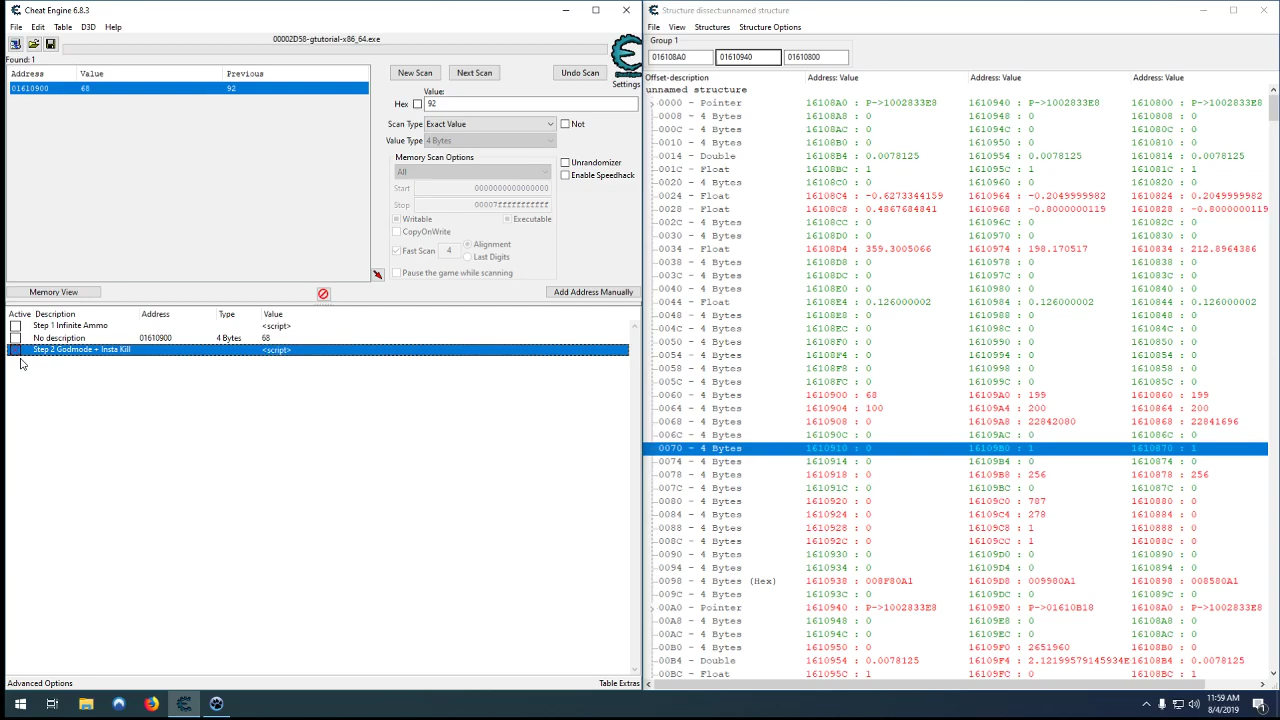 Cheat Engine 6.8.3
File Edit Table D3D Help
00002D58-gtutorial-x86_64.exe
Found: 1
Address Value Previous
01610900 68 92
New Scan Next Scan Undo Scan
Settings
Value:
Hex 92
Scan Type Exact Value Not
Value Type 4 Bytes
Memory Scan Options
All
Unrandomizer
Enable Speedhack
Start 0000000000000000
Stop 00007fffffffffff
Writable Executable
CopyOnWrite
Fast Scan 4 Alignment
Last Digits
Pause the game while scanning
Memory View Add Address Manually
Active Description Address Type Value
Step 1 Infinite Ammo <script>
No description 01610900 4 Bytes 68
Step 2 Godmode + Insta Kill <script>
Advanced Options Table Extras
Structure dissect:unnamed structure
File View Structures Structure Options
Group 1
016108A0 01610940 01610800
Offset-description Address: Value Address: Value Address: Value
unnamed structure
0000 - Pointer 16108A0 : P->1002833E8 1610940 : P->1002833E8 1610800 : P->1002833E8
0008 - 4 Bytes 16108A8 : 0 1610948 : 0 1610808 : 0
000C - 4 Bytes 16108AC : 0 161094C : 0 161080C : 0
0010 - 4 Bytes 16108B0 : 0 1610950 : 0 1610810 : 0
0014 - Double 16108B4 : 0.0078125 1610954 : 0.0078125 1610814 : 0.0078125
001C - Float 16108BC : 1 161095C : 1 161081C : 1
0020 - 4 Bytes 16108C0 : 0 1610960 : 0 1610820 : 0
0024 - Float 16108C4 : -0.6273344159 1610964 : -0.2049999982 1610824 : 0.2049999982
0028 - Float 16108C8 : 0.4867684841 1610968 : -0.8000000119 1610828 : -0.8000000119
002C - 4 Bytes 16108CC : 0 161096C : 0 161082C : 0
0030 - 4 Bytes 16108D0 : 0 1610970 : 0 1610830 : 0
0034 - Float 16108D4 : 359.3005066 1610974 : 198.170517 1610834 : 212.8964386
0038 - 4 Bytes 16108D8 : 0 1610978 : 0 1610838 : 0
003C - 4 Bytes 16108DC : 0 161097C : 0 161083C : 0
0040 - 4 Bytes 16108E0 : 0 1610980 : 0 1610840 : 0
0044 - Float 16108E4 : 0.126000002 1610984 : 0.126000002 1610844 : 0.126000002
0048 - 4 Bytes 16108E8 : 0 1610988 : 0 1610848 : 0
004C - 4 Bytes 16108EC : 0 161098C : 0 161084C : 0
0050 - 4 Bytes 16108F0 : 0 1610990 : 0 1610850 : 0
0054 - 4 Bytes 16108F4 : 0 1610994 : 0 1610854 : 0
0058 - 4 Bytes 16108F8 : 0 1610998 : 0 1610858 : 0
005C - 4 Bytes 16108FC : 0 161099C : 0 161085C : 0
0060 - 4 Bytes 1610900 : 68 16109A0 : 199 1610860 : 199
0064 - 4 Bytes 1610904 : 100 16109A4 : 200 1610864 : 200
0068 - 4 Bytes 1610908 : 0 16109A8 : 22842080 1610868 : 22841696
006C - 4 Bytes 161090C : 0 16109AC : 0 161086C : 0
0070 - 4 Bytes 1610910 : 0 16109B0 : 1 1610870 : 1
0074 - 4 Bytes 1610914 : 0 16109B4 : 0 1610874 : 0
0078 - 4 Bytes 1610918 : 0 16109B8 : 256 1610878 : 256
007C - 4 Bytes 161091C : 0 16109BC : 0 161087C : 0
0080 - 4 Bytes 1610920 : 0 16109C0 : 787 1610880 : 0
0084 - 4 Bytes 1610924 : 0 16109C4 : 278 1610884 : 0
0088 - 4 Bytes 1610928 : 0 16109C8 : 1 1610888 : 0
008C - 4 Bytes 161092C : 0 16109CC : 1 161088C : 0
0090 - 4 Bytes 1610930 : 0 16109D0 : 0 1610890 : 0
0094 - 4 Bytes 1610934 : 0 16109D4 : 0 1610894 : 0
0098 - 4 Bytes (Hex) 1610938 : 008F80A1 16109D8 : 009980A1 1610898 : 008580A1
009C - 4 Bytes 161093C : 0 16109DC : 0 161089C : 0
00A0 - Pointer 1610940 : P->1002833E8 16109E0 : P->01610B18 16108A0 : P->1002833E8
00A8 - 4 Bytes 1610948 : 0 16109E8 : 0 16108A8 : 0
00AC - 4 Bytes 161094C : 0 16109EC : 0 16108AC : 0
00B0 - 4 Bytes 1610950 : 0 16109F0 : 2651960 16108B0 : 0
00B4 - Double 1610954 : 0.0078125 16109F4 : 2.12199579145934E 16108B4 : 0.0078125
00BC - Float 161095C : 1 16109FC : 0 16108BC : 1
11:59 AM
8/4/2019